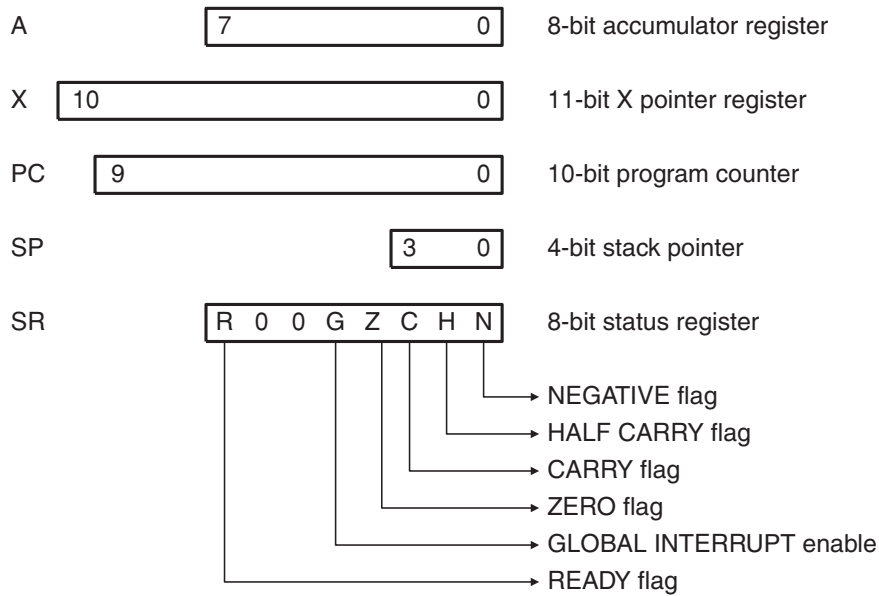 A 7 0 8-bit accumulator register
X 10 0 11-bit X pointer register
PC 9 0 10-bit program counter
SP 3 0 4-bit stack pointer
SR R 0 0 G Z C H N 8-bit status register
NEGATIVE flag
HALF CARRY flag
CARRY flag
ZERO flag
GLOBAL INTERRUPT enable
READY flag